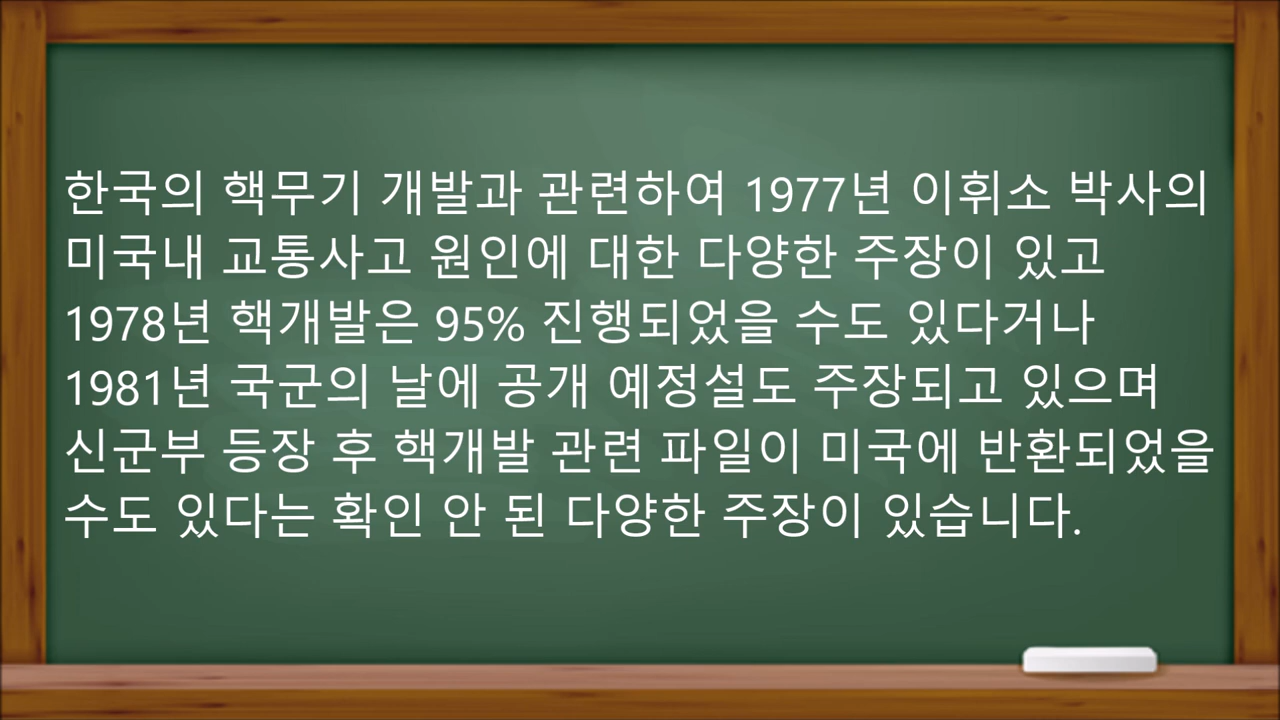 한국의 핵무기 개발과 관련하여 1977년 이휘소 박사의
미국내 교통사고 원인에 대한 다양한 주장이 있고
1978년 핵개발은 95% 진행되었을 수도 있다거나
1981년 국군의 날에 공개 예정설도 주장되고 있으며
신군부 등장 후 핵개발 관련 파일이 미국에 반환되었을
수도 있다는 확인 안 된 다양한 주장이 있습니다.